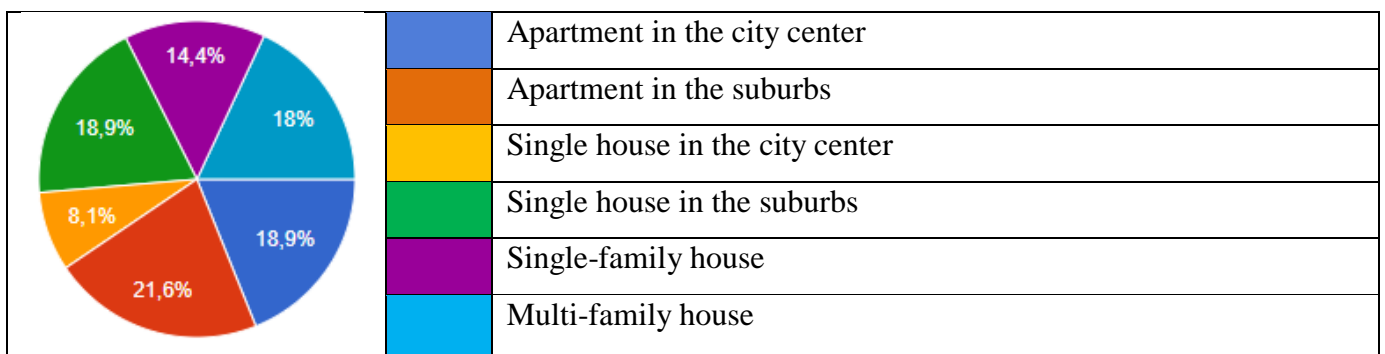 14,4%
18%
18,9%
8,1%
18,9%
21,6%
Apartment in the city center
Apartment in the suburbs
Single house in the city center
Single house in the suburbs
Single-family house
Multi-family house